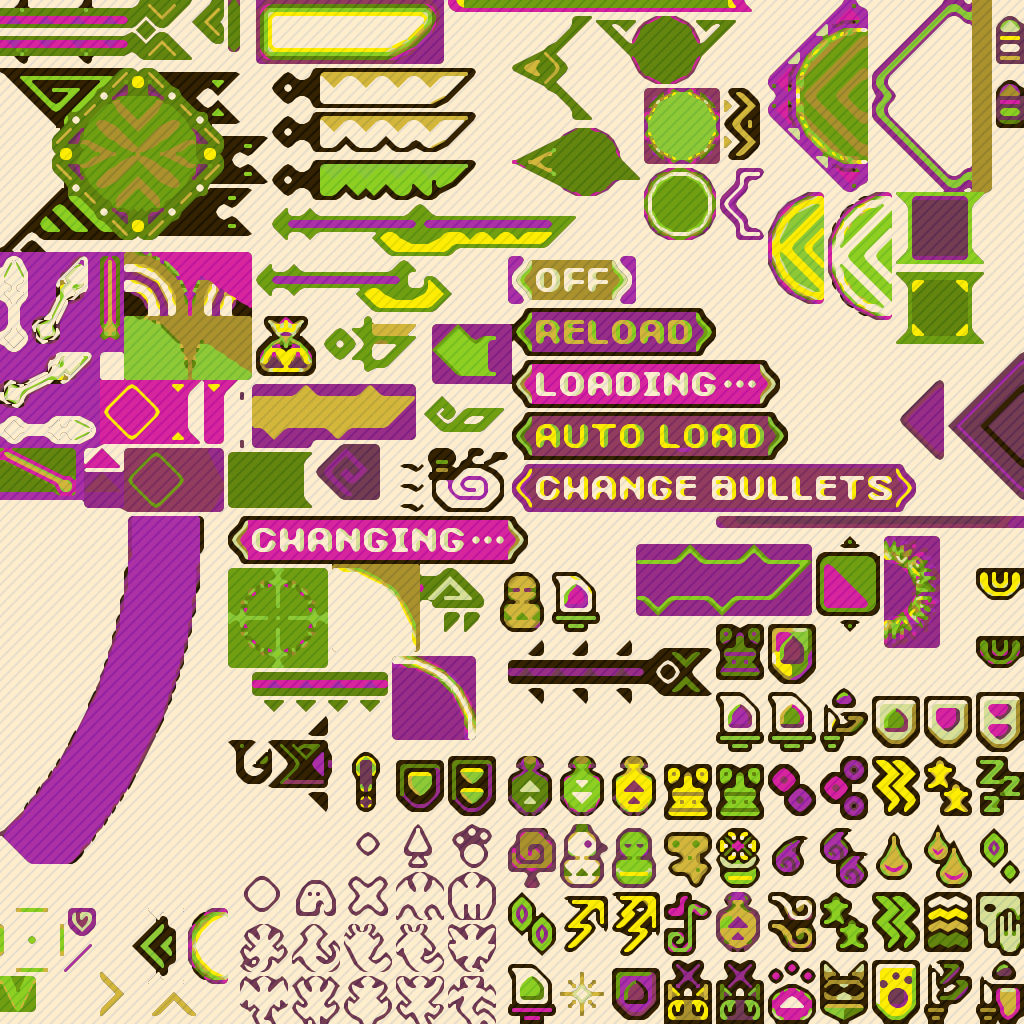 OFF
RELOAD
LOADING...
AUTO LOAD
CHANGE BULLETS
CHANGING...